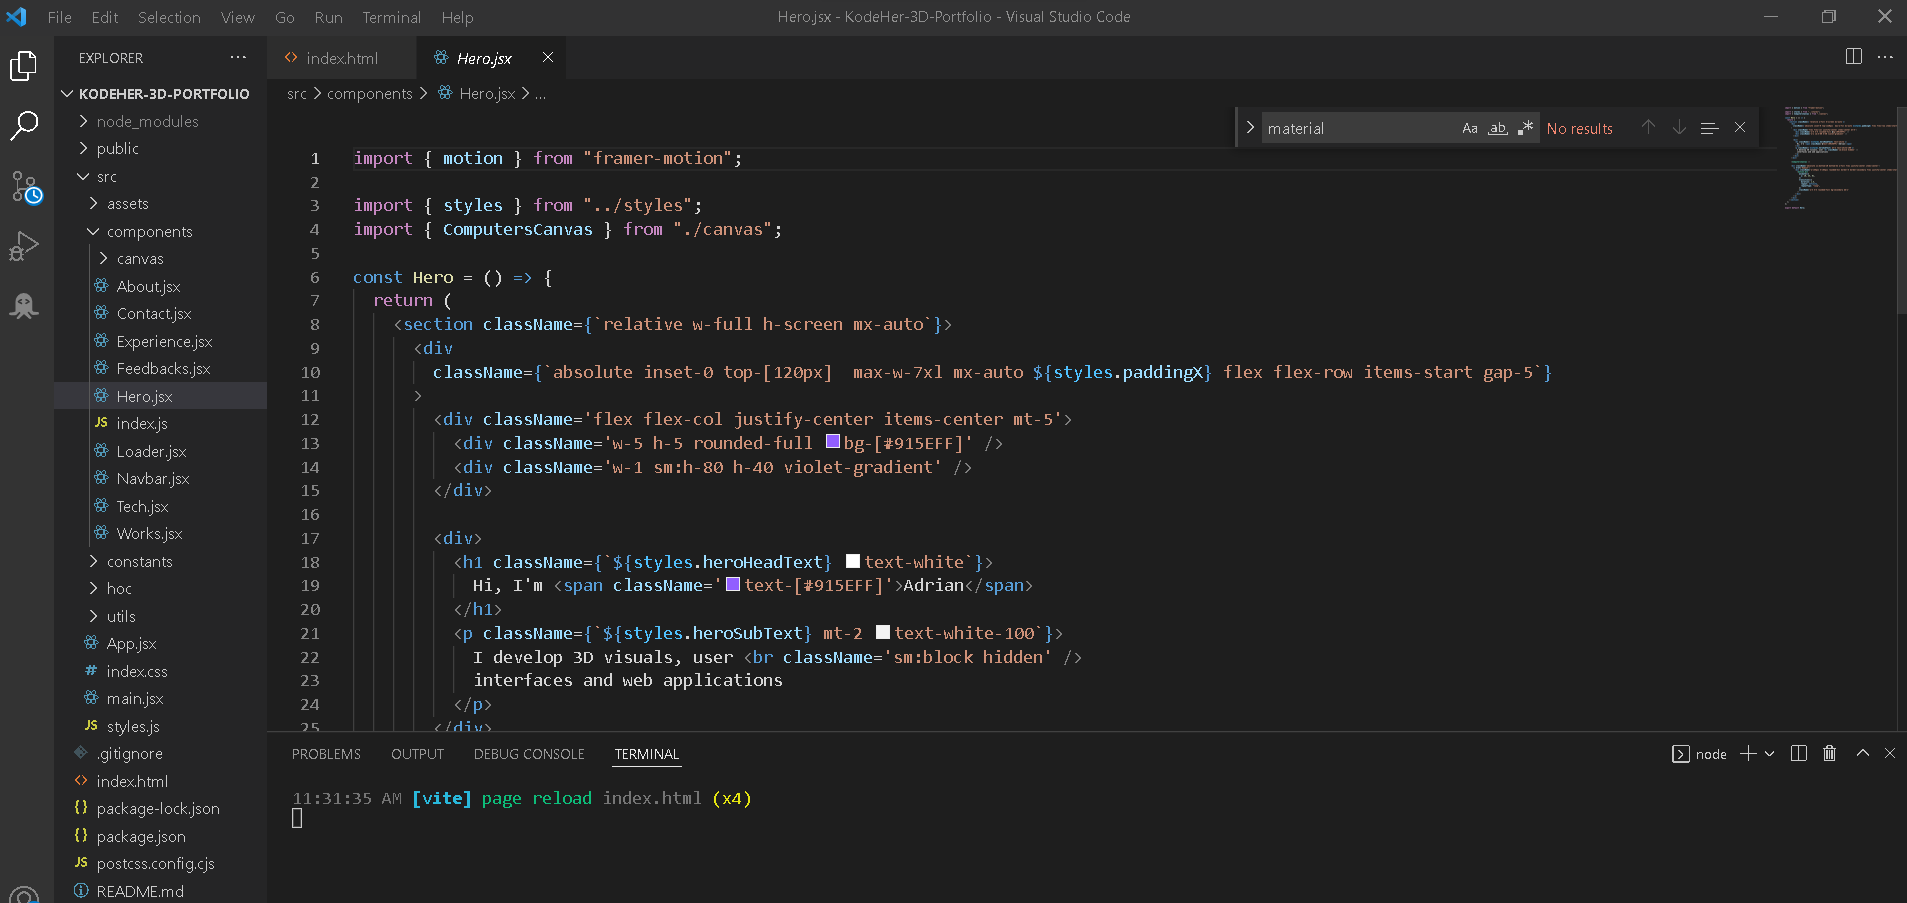 File Edit Selection View Go Run Terminal Help
Hero.jsx - KodeHer-3D-Portfolio - Visual Studio Code
EXPLORER
KODEHER-3D-PORTFOLIO
node_modules
public
src
assets
components
canvas
About.jsx
Contact.jsx
Experience.jsx
Feedbacks.jsx
Hero.jsx
index.js
Loader.jsx
Navbar.jsx
Tech.jsx
Works.jsx
constants
hoc
utils
App.jsx
index.css
main.jsx
styles.js
.gitignore
index.html
package-lock.json
package.json
postcss.config.cjs
README.md
index.html
Hero.jsx
src > components > Hero.jsx > ...
material Aa ab .* No results
1 import { motion } from "framer-motion";
2
3 import { styles } from "../styles";
4 import { ComputersCanvas } from "./canvas";
5
6 const Hero = () => {
7 return (
8 <section className={`relative w-full h-screen mx-auto`}>
9 <div
10 className={`absolute inset-0 top-[120px]  max-w-7xl mx-auto ${styles.paddingX} flex flex-row items-start gap-5`}
11 >
12 <div className='flex flex-col justify-center items-center mt-5'>
13 <div className='w-5 h-5 rounded-full bg-[#915EFF]' />
14 <div className='w-1 sm:h-80 h-40 violet-gradient' />
15 </div>
16
17 <div>
18 <h1 className={`${styles.heroHeadText} text-white`}>
19 Hi, I'm <span className='text-[#915EFF]'>Adrian</span>
20 </h1>
21 <p className={`${styles.heroSubText} mt-2 text-white-100`}>
22 I develop 3D visuals, user <br className='sm:block hidden' />
23 interfaces and web applications
24 </p>
25 </div>
PROBLEMS OUTPUT DEBUG CONSOLE TERMINAL
node
11:31:35 AM [vite] page reload index.html (x4)